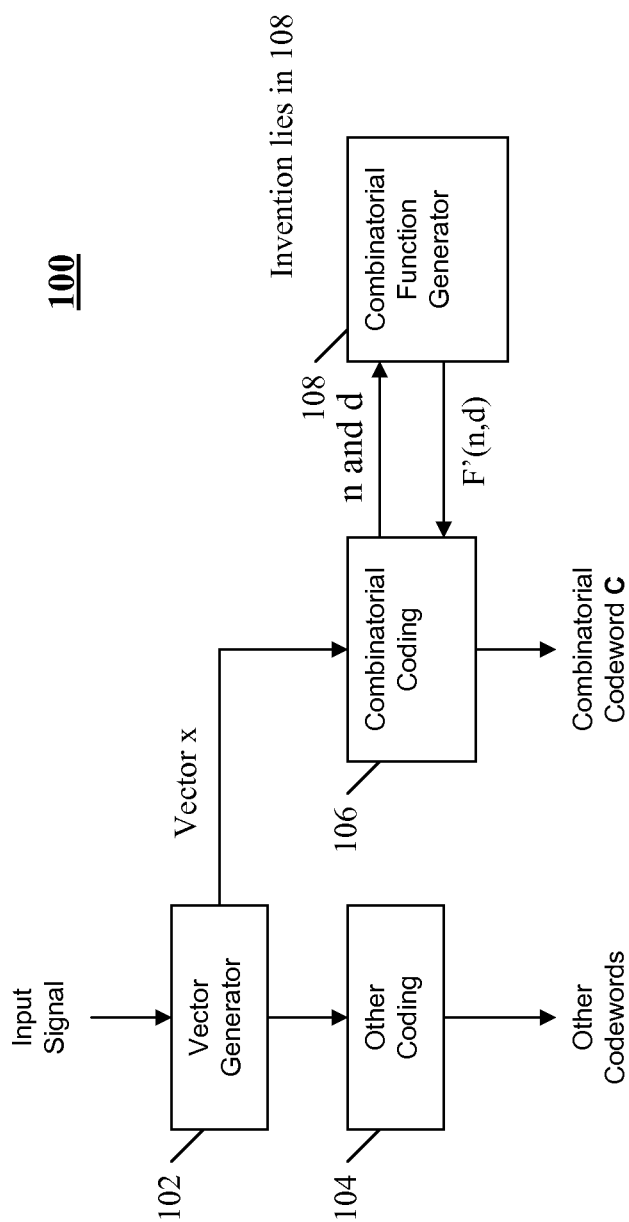 100
Input
Signal
102
Vector
Generator
Vector x
104
Other
Coding
106
Combinatorial
Coding
n and d
F’(n,d)
108
Combinatorial
Function
Generator
Invention lies in 108
Other
Codewords
Combinatorial
Codeword C